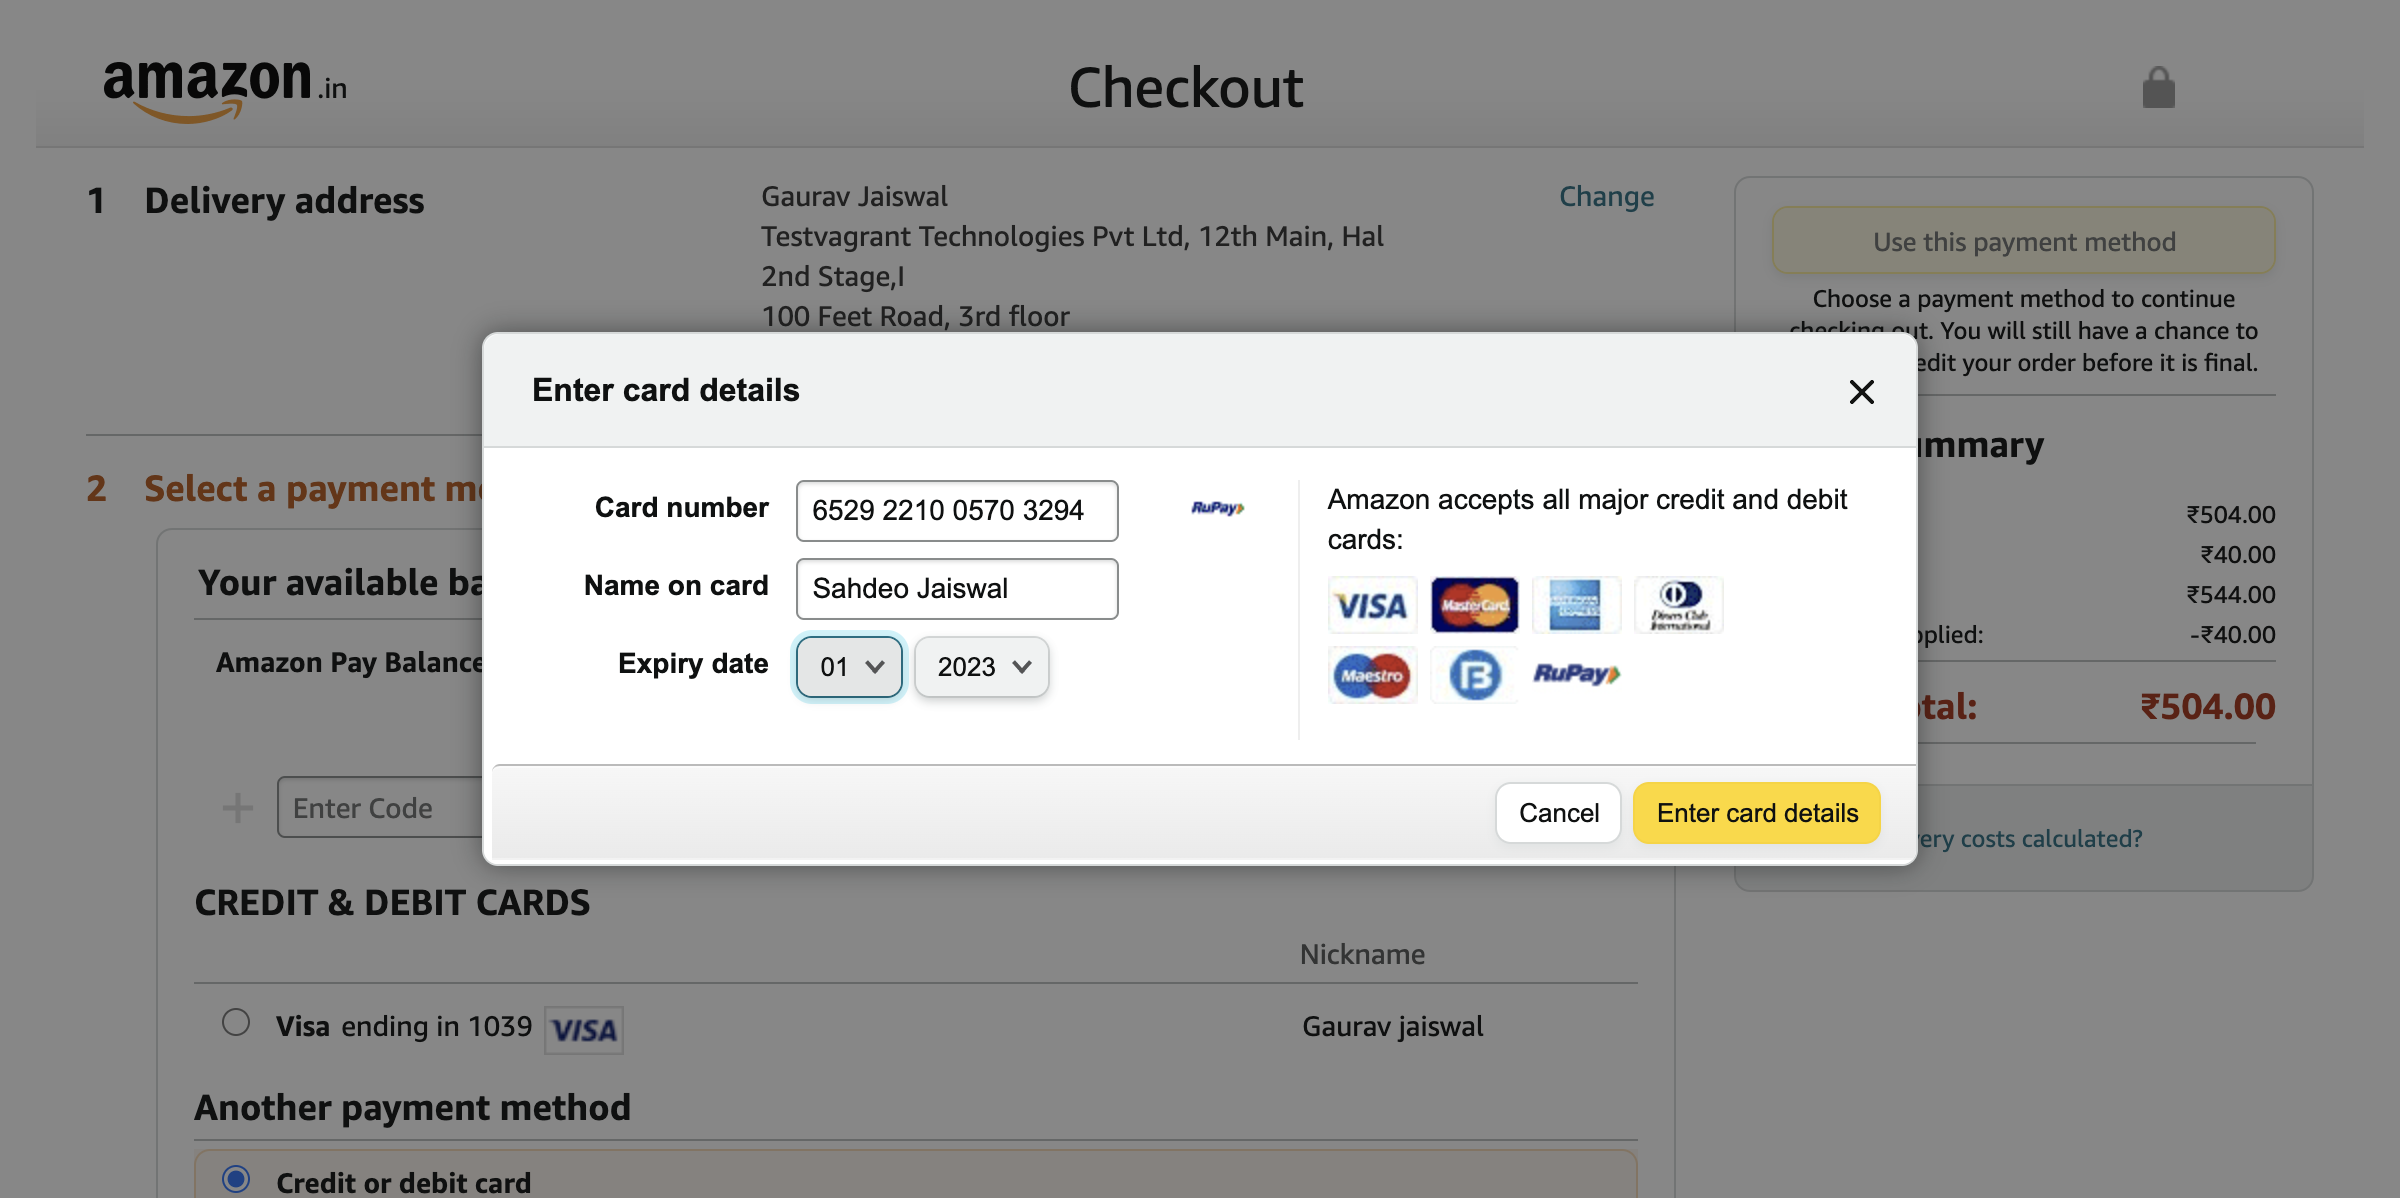 amazon.in
Checkout
1 Delivery address
Gaurav Jaiswal
Testvagrant Technologies Pvt Ltd, 12th Main, Hal
2nd Stage,I
100 Feet Road, 3rd floor
Change
Use this payment method
Choose a payment method to continue
checking out. You will still have a chance to
edit your order before it is final.
2 Select a payment
Your available
Amazon Pay Balance
Enter Code
Enter card details
Card number
6529 2210 0570 3294
RuPay
Name on card
Sahdeo Jaiswal
Expiry date
01
2023
Amazon accepts all major credit and debit
cards:
VISA
MasterCard
AMERICAN EXPRESS
Diners Club
International
Maestro
RuPay
Cancel
Enter card details
₹504.00
₹40.00
₹544.00
-₹40.00
₹504.00
costs calculated?
CREDIT & DEBIT CARDS
Nickname
Visa ending in 1039
VISA
Gaurav jaiswal
Another payment method
Credit or debit card